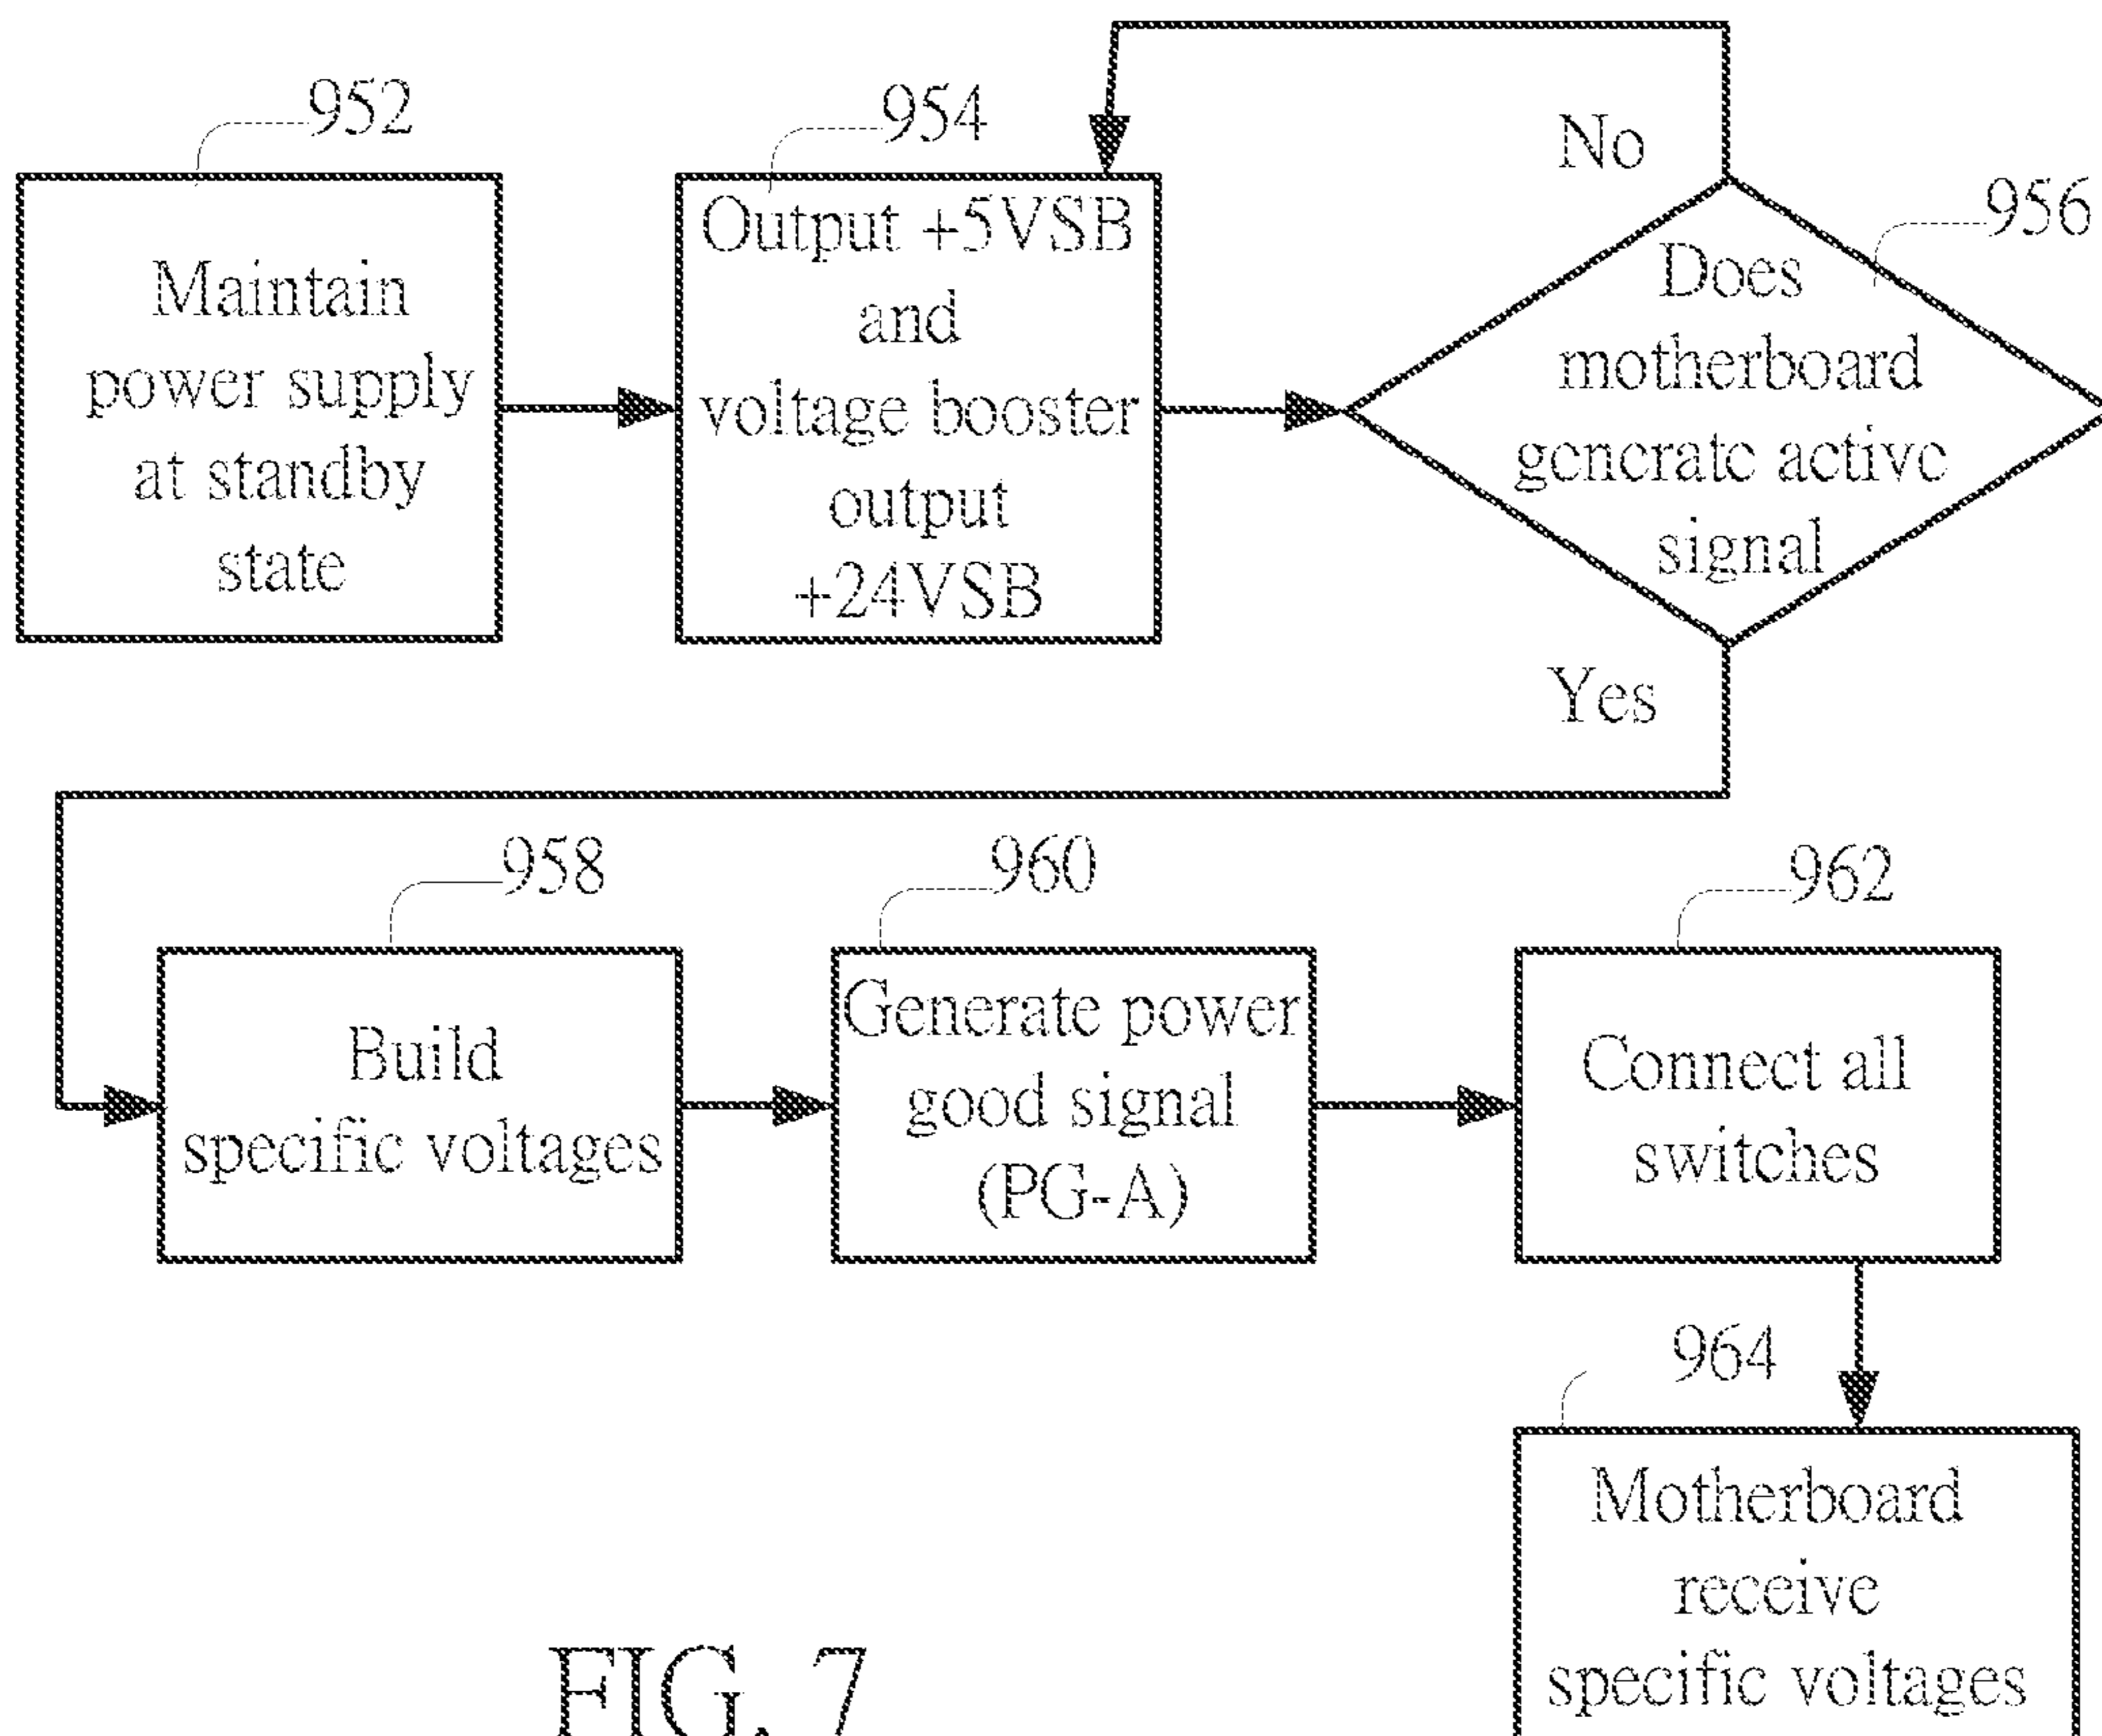 952
Maintain
power supply
at standby
state
954
Output +5VSB
and
voltage booster
output
+24VSB
No
956
Does
motherboard
generate active
signal
Yes
958
Build
specific voltages
960
Generate power
good signal
(PG-A)
962
Connect all
switches
964
Motherboard
receive
specific voltages
FIG. 7